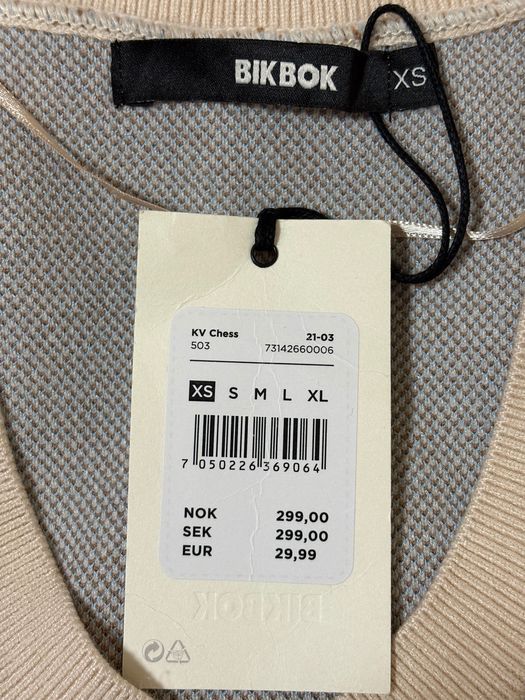 BIKBOK
XS
KV Chess 21-03
503 73142660006
XS S M L XL
7 050226 369064
NOK 299,00
SEK 299,00
EUR 29,99
BIKBOK